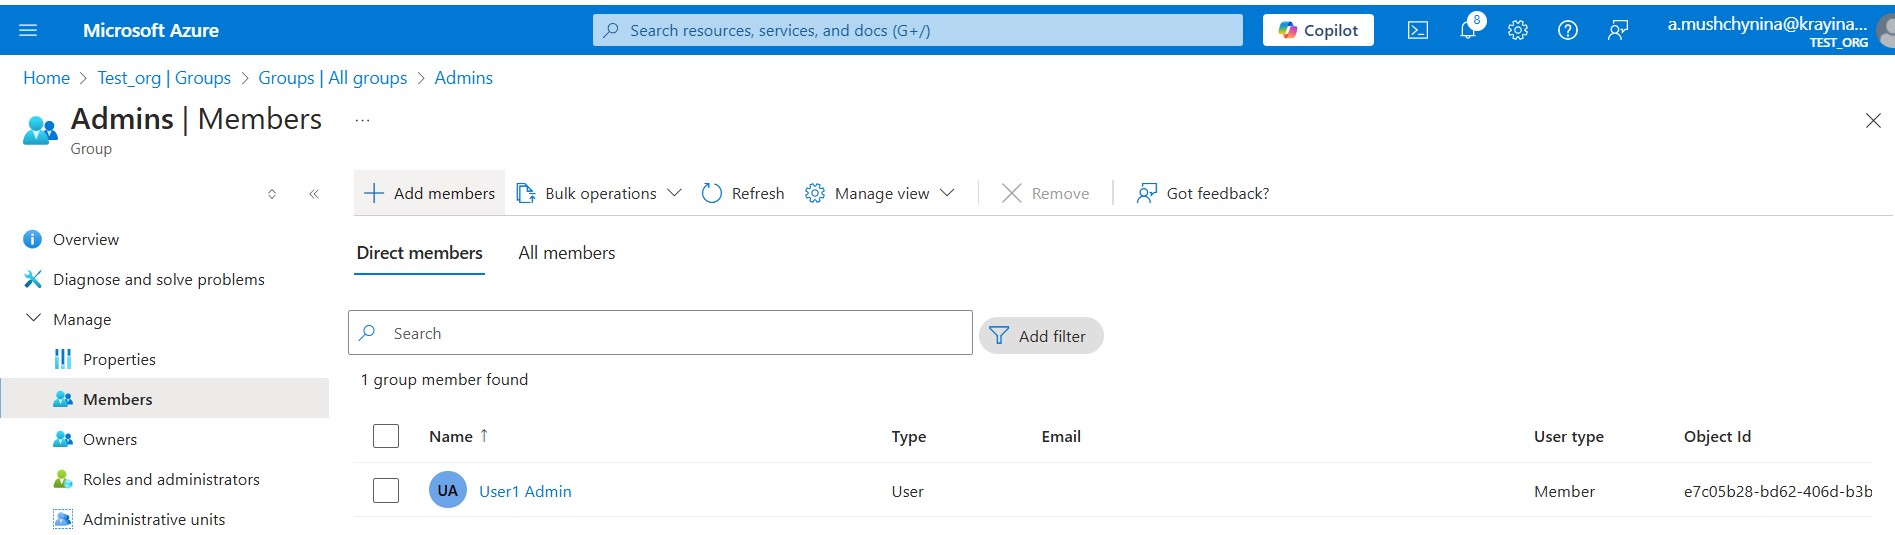 Microsoft Azure
Search resources, services, and docs (G+/)
Copilot
8
a.mushchynina@krayina...
TEST_ORG
Home > Test_org | Groups > Groups | All groups > Admins
Admins | Members ...
Group
Add members
Bulk operations
Refresh
Manage view
Remove
Got feedback?
Overview
Diagnose and solve problems
Manage
Properties
Members
Owners
Roles and administrators
Administrative units
Direct members
All members
Search
Add filter
1 group member found
Name ↑ Type Email User type Object Id
UA User1 Admin User Member e7c05b28-bd62-406d-b3b